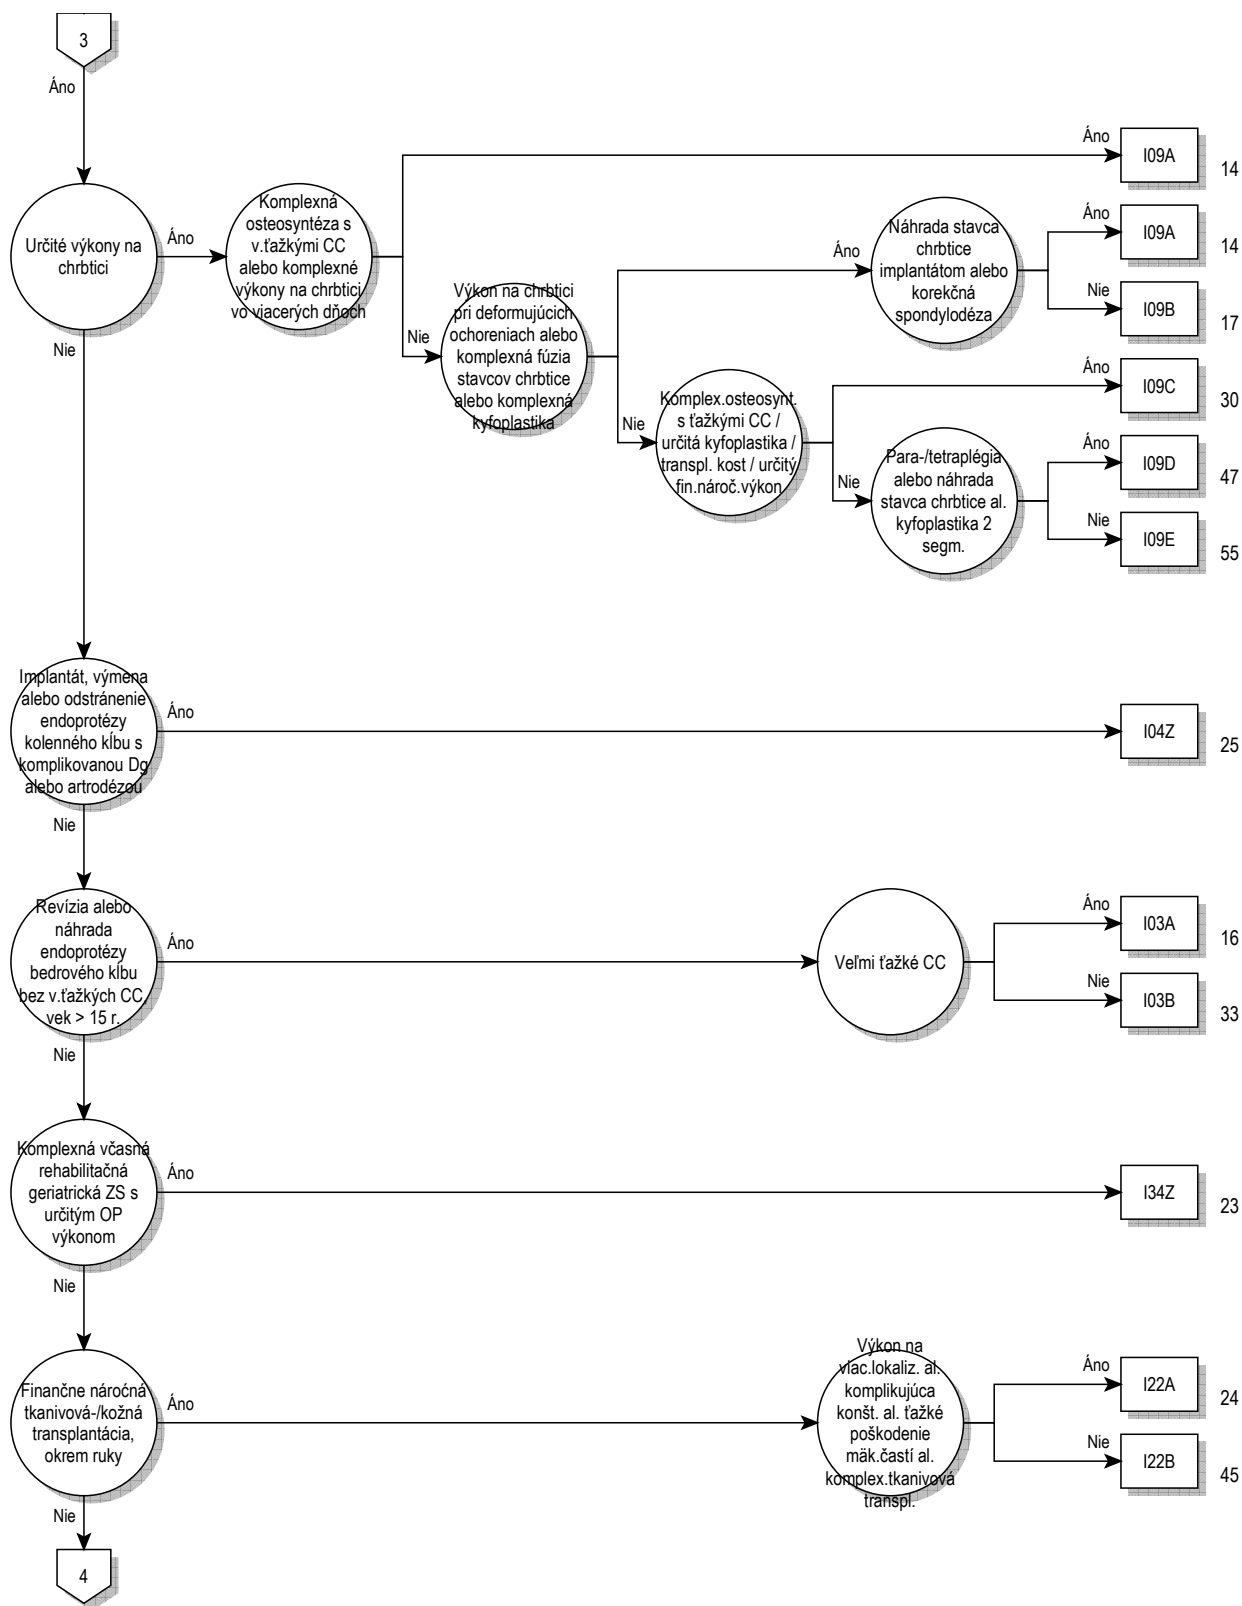 3
Áno
Určité výkony na
chrbtici
Áno
Nie
Komplexná
osteosyntéza s
v.ťažkými CC
alebo komplexné
výkony na chrbtici
vo viacerých dňoch
Áno
I09A
14
Nie
Výkon na chrbtici
pri deformujúcich
ochoreniach alebo
komplexná fúzia
stavcov chrbtice
alebo komplexná
kyfoplastika
Áno
Náhrada stavca
chrbtice
implantátom alebo
korekčná
spondylodéza
Áno
I09A
14
Nie
I09B
17
Nie
Komplex.osteosynt.
s ťažkými CC /
určitá kyfoplastika /
transpl. kost / určitý
fin.nároč.výkon
Áno
I09C
30
Nie
Para-/tetraplégia
alebo náhrada
stavca chrbtice al.
kyfoplastika 2
segm.
Áno
I09D
47
Nie
I09E
55
Implantát, výmena
alebo odstránenie
endoprotézy
kolenného kĺbu s
komplikovanou Dg
alebo artrodézou
Áno
I04Z
25
Nie
Revízia alebo
náhrada
endoprotézy
bedrového kĺbu
bez v.ťažkých CC,
vek > 15 r.
Áno
Veľmi ťažké CC
Áno
I03A
16
Nie
I03B
33
Nie
Komplexná včasná
rehabilitačná
geriatrická ZS s
určitým OP
výkonom
Áno
I34Z
23
Nie
Finančne náročná
tkanivová-/kožná
transplantácia,
okrem ruky
Áno
Výkon na
viac.lokaliz. al.
komplikujúca
konšt. al. ťažké
poškodenie
mäk.častí al.
komplex.tkanivová
transpl.
Áno
I22A
24
Nie
I22B
45
Nie
4